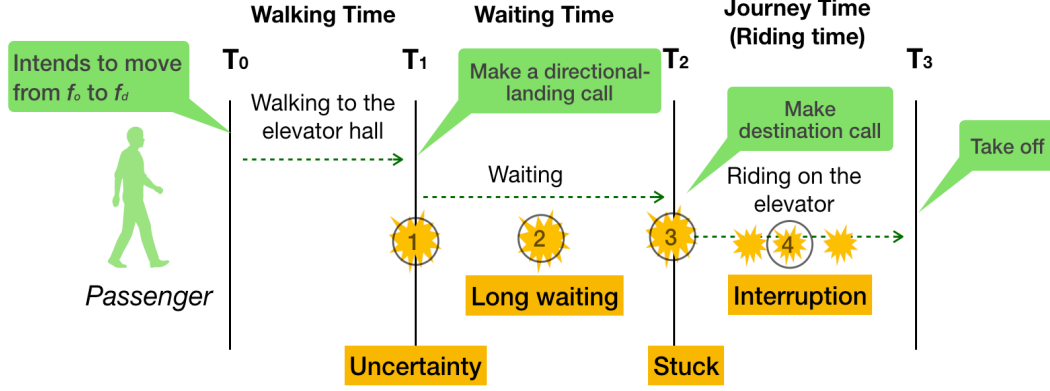 Walking Time
Waiting Time
Journey Time
(Riding time)
Intends to move
from fo to fd
T0
T1
T2
T3
Make a directional-
landing call
Walking to the
elevator hall
Make
destination call
Take off
Waiting
Riding on the
elevator
1
2
3
4
Passenger
Long waiting
Interruption
Uncertainty
Stuck